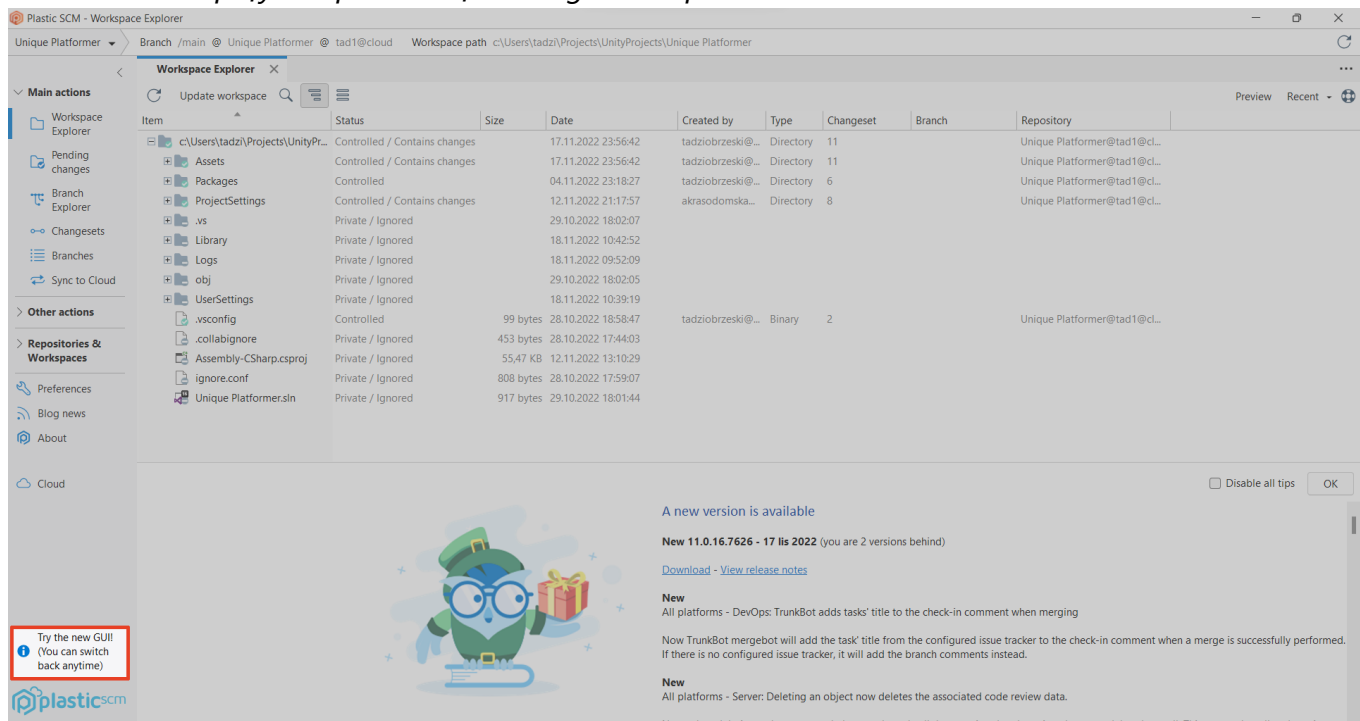 Plastic SCM - Workspace Explorer
Unique Platformer
Branch /main @ Unique Platformer @ tad1@cloud Workspace path c:\Users\tadzi\Projects\UnityProjects\Unique Platformer
Workspace Explorer
Main actions
Workspace
Explorer
Pending
changes
Branch
Explorer
Changesets
Branches
Sync to Cloud
Other actions
Repositories &
Workspaces
Preferences
Blog news
About
Cloud
Update workspace
Preview Recent
Item Status Size Date Created by Type Changeset Branch Repository
c:\Users\tadzi\Projects\UnityPr... Controlled / Contains changes 17.11.2022 23:56:42 tadziobrzeski@... Directory 11 Unique Platformer@tad1@cl...
Assets Controlled / Contains changes 17.11.2022 23:56:42 tadziobrzeski@... Directory 11 Unique Platformer@tad1@cl...
Packages Controlled 04.11.2022 23:18:27 tadziobrzeski@... Directory 6 Unique Platformer@tad1@cl...
ProjectSettings Controlled / Contains changes 12.11.2022 21:17:57 akrasodomska... Directory 8 Unique Platformer@tad1@cl...
.vs Private / Ignored 29.10.2022 18:02:07
Library Private / Ignored 18.11.2022 10:42:52
Logs Private / Ignored 18.11.2022 09:52:09
obj Private / Ignored 29.10.2022 18:02:05
UserSettings Private / Ignored 18.11.2022 10:39:19
.vsconfig Controlled 99 bytes 28.10.2022 18:58:47 tadziobrzeski@... Binary 2 Unique Platformer@tad1@cl...
.collabignore Private / Ignored 453 bytes 28.10.2022 17:44:03
Assembly-CSharp.csproj Private / Ignored 55,47 KB 12.11.2022 13:10:29
ignore.conf Private / Ignored 808 bytes 28.10.2022 17:59:07
Unique Platformer.sln Private / Ignored 917 bytes 29.10.2022 18:01:44
Disable all tips OK
A new version is available
New 11.0.16.7626 - 17 lis 2022 (you are 2 versions behind)
Download - View release notes
New
All platforms - DevOps: TrunkBot adds tasks' title to the check-in comment when merging
Now TrunkBot mergebot will add the task' title from the configured issue tracker to the check-in comment when a merge is successfully performed.
If there is no configured issue tracker, it will add the branch comments instead.
New
All platforms - Server: Deleting an object now deletes the associated code review data.
Try the new GUI!
(You can switch
back anytime)
plasticscm